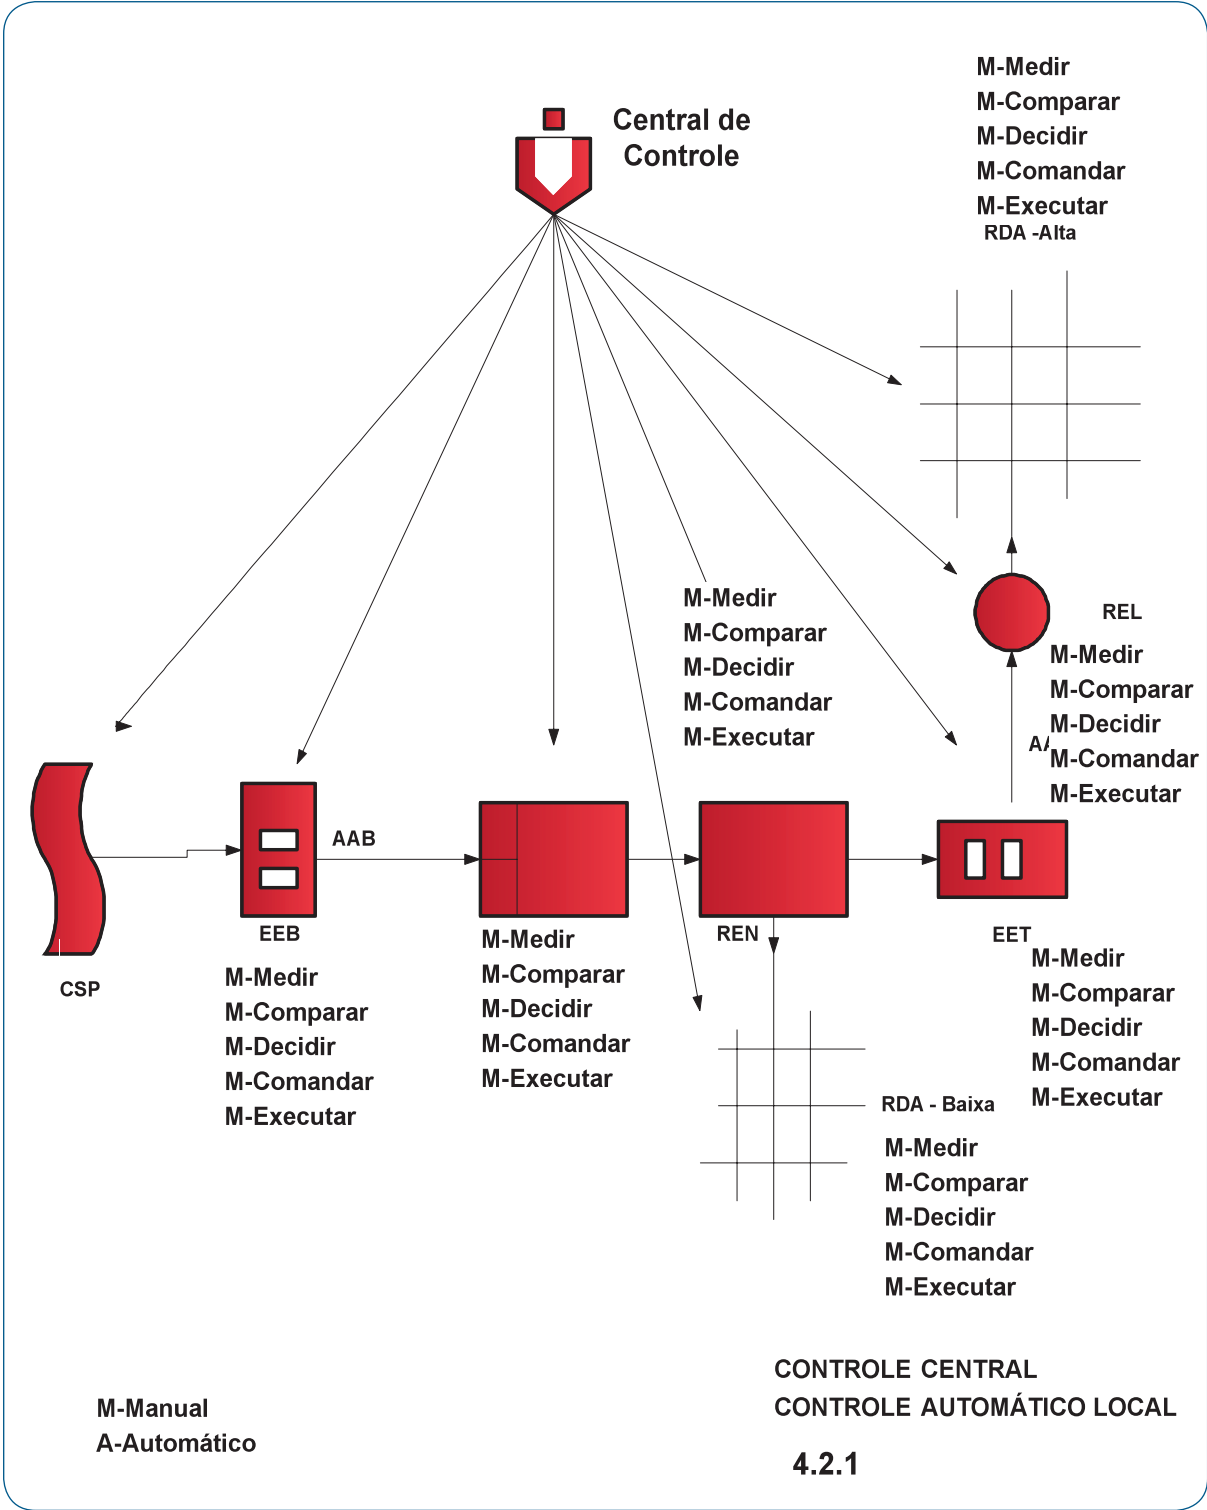 M-Medir
M-Comparar
M-Decidir
M-Comandar
M-Executar
RDA -Alta
Central de
Controle
M-Medir
M-Comparar
M-Decidir
M-Comandar
M-Executar
REL
M-Medir
M-Comparar
M-Decidir
M-Comandar
M-Executar
AAB
EEB
M-Medir
M-Comparar
M-Decidir
M-Comandar
M-Executar
CSP
M-Medir
M-Comparar
M-Decidir
M-Comandar
M-Executar
REN
EET
M-Medir
M-Comparar
M-Decidir
M-Comandar
M-Executar
RDA - Baixa
M-Medir
M-Comparar
M-Decidir
M-Comandar
M-Executar
CONTROLE CENTRAL
CONTROLE AUTOMÁTICO LOCAL
4.2.1
M-Manual
A-Automático